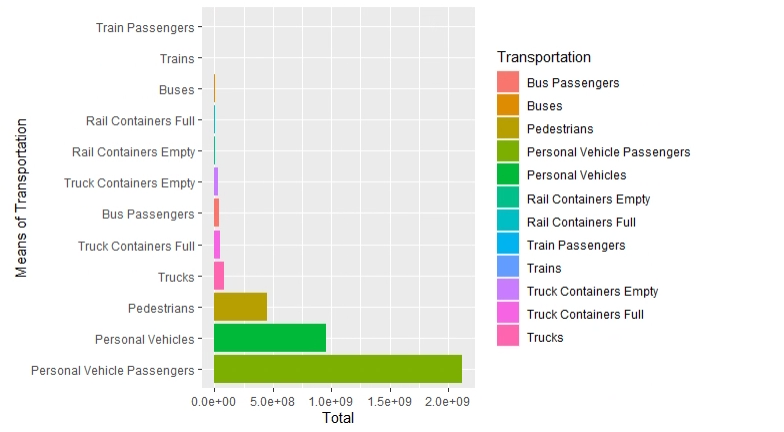 Means of Transportation
Train Passengers
Trains
Buses
Rail Containers Full
Rail Containers Empty
Truck Containers Empty
Bus Passengers
Truck Containers Full
Trucks
Pedestrians
Personal Vehicles
Personal Vehicle Passengers
0.0e+00 5.0e+08 1.0e+09 1.5e+09 2.0e+09
Total
Transportation
Bus Passengers
Buses
Pedestrians
Personal Vehicle Passengers
Personal Vehicles
Rail Containers Empty
Rail Containers Full
Train Passengers
Trains
Truck Containers Empty
Truck Containers Full
Trucks